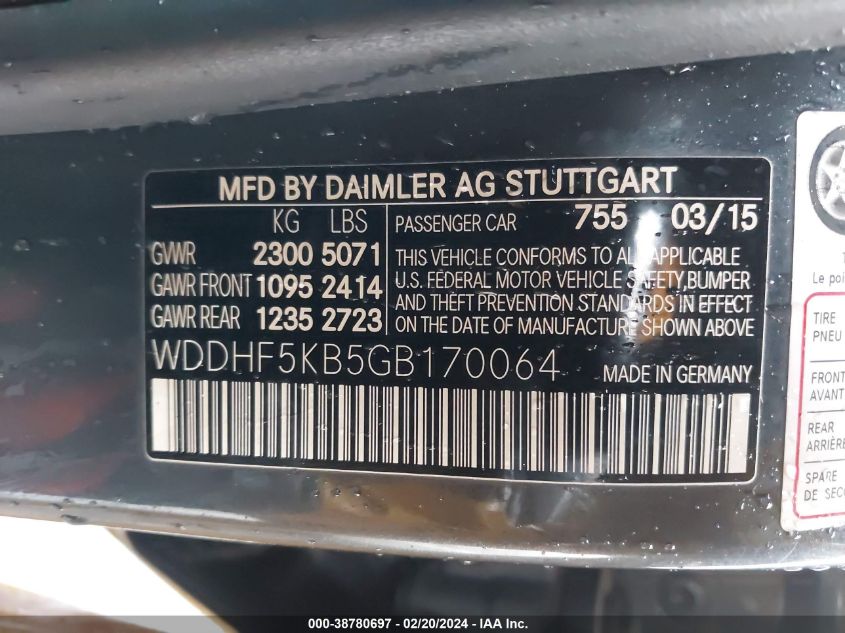 MFD BY DAIMLER AG STUTTGART
KG LBS
GVWR 2300 5071
GAWR FRONT 1095 2414
GAWR REAR 1235 2723
PASSENGER CAR 755 03/15
THIS VEHICLE CONFORMS TO ALL APPLICABLE
U.S. FEDERAL MOTOR VEHICLE SAFETY, BUMPER
AND THEFT PREVENTION STANDARDS IN EFFECT
ON THE DATE OF MANUFACTURE SHOWN ABOVE
WDDHF5KB5GB170064 MADE IN GERMANY
Le
TIRE
PNEU
FRONT
AVANT
REAR
ARRIÈRE
SPARE
DE
000-38780697 - 02/20/2024 - IAA Inc.